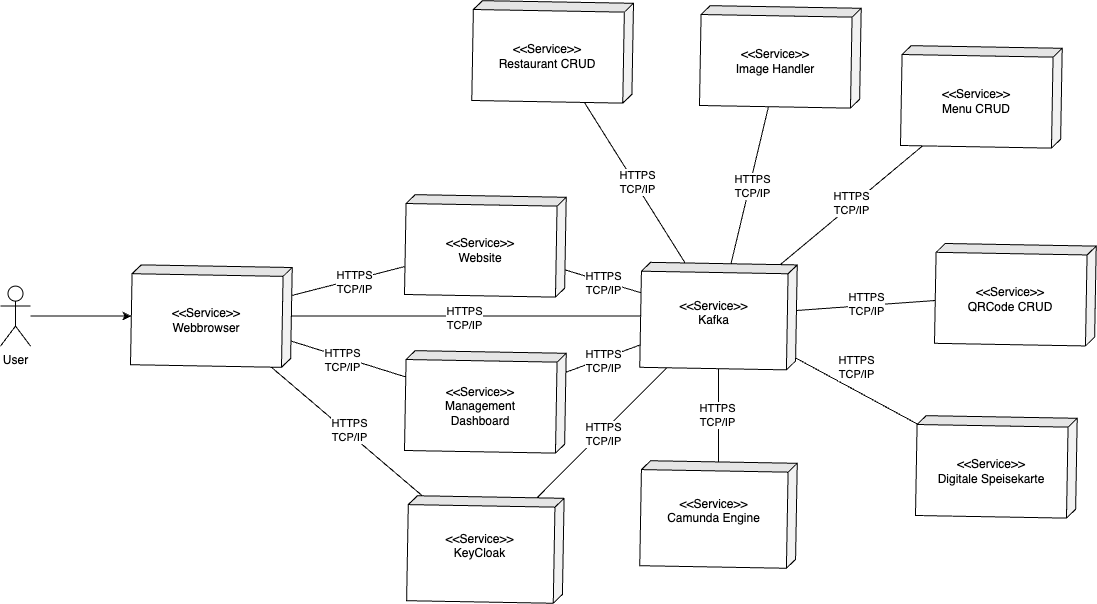 <<Service>>
Restaurant CRUD
<<Service>>
Image Handler
<<Service>>
Menu CRUD
HTTPS
TCP/IP
HTTPS
TCP/IP
HTTPS
TCP/IP
<<Service>>
Website
HTTPS
TCP/IP
HTTPS
TCP/IP
<<Service>>
Webbrowser
HTTPS
TCP/IP
<<Service>>
Kafka
HTTPS
TCP/IP
<<Service>>
QRCode CRUD
User
HTTPS
TCP/IP
<<Service>>
Management
Dashboard
HTTPS
TCP/IP
HTTPS
TCP/IP
HTTPS
TCP/IP
HTTPS
TCP/IP
HTTPS
TCP/IP
<<Service>>
Digitale Speisekarte
<<Service>>
KeyCloak
<<Service>>
Camunda Engine